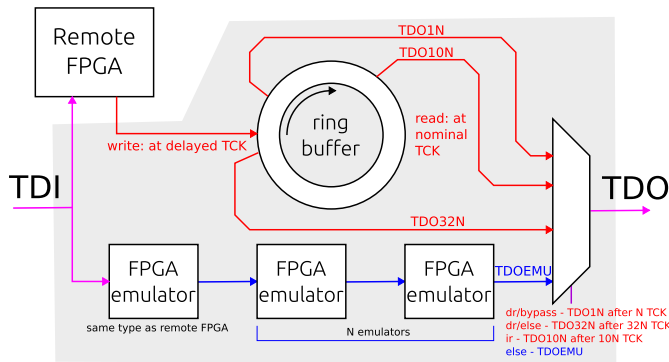 Remote
FPGA
TDO1N
TDO10N
ring
buffer
read: at
nominal
TCK
write: at delayed TCK
TDI
TDO
TDO32N
FPGA
emulator
FPGA
emulator
FPGA
emulator
TDOEMU
same type as remote FPGA
N emulators
dr/bypass - TDO1N after N TCK
dr/else - TDO32N after 32N TCK
ir - TDO10N after 10N TCK
else - TDOEMU